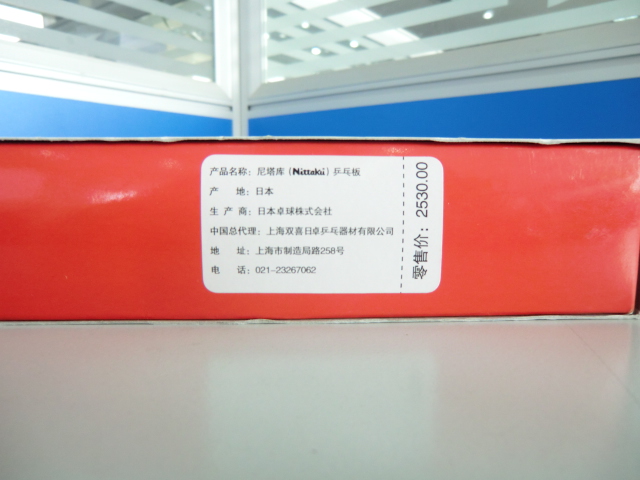 产品名称：尼塔库（Nittaku）乒乓板
产 地：日本
生 产 商：日本卓球株式会社
中国总代理：上海双喜日卓乒乓器材有限公司
地 址：上海市制造局路258号
电 话：021-23267062
零售价：2530.00